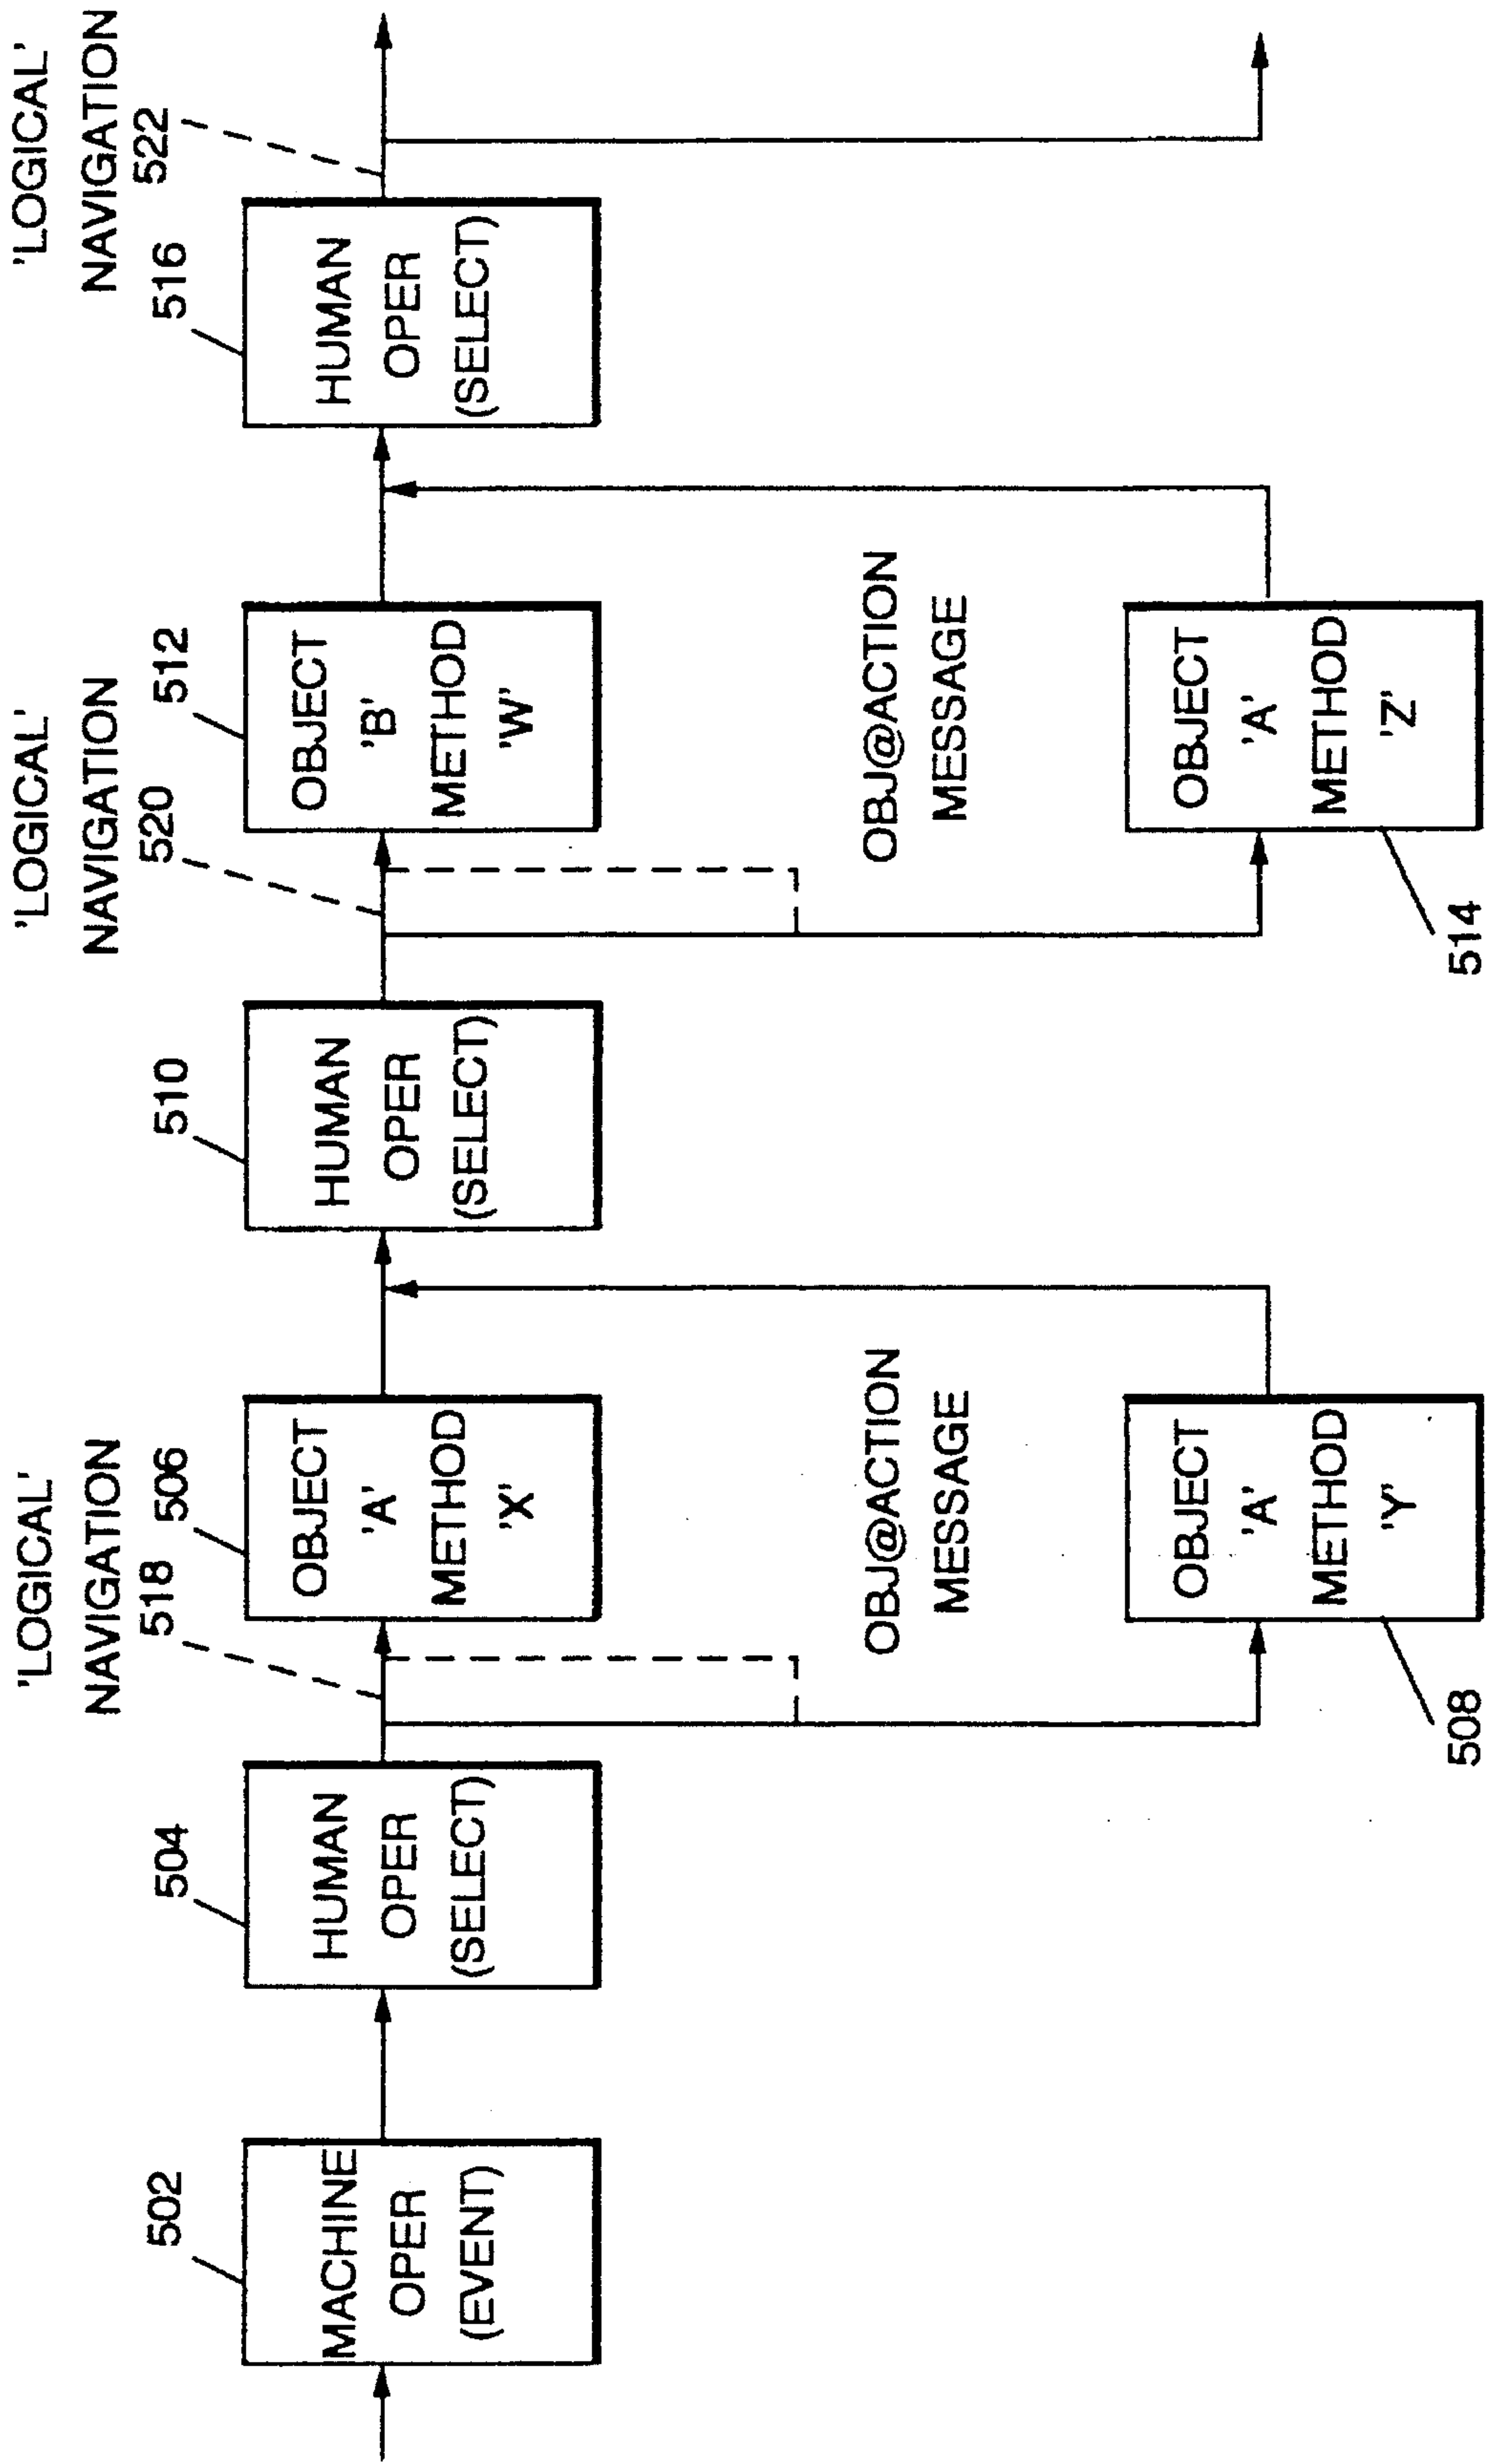 'LOGICAL'
NAVIGATION
518
'LOGICAL'
NAVIGATION
520
'LOGICAL'
NAVIGATION
522
502
MACHINE
OPER
(EVENT)
504
HUMAN
OPER
(SELECT)
506
OBJECT
'A'
METHOD
'X'
510
HUMAN
OPER
(SELECT)
512
OBJECT
'B'
METHOD
'W'
516
HUMAN
OPER
(SELECT)
OBJ@ACTION
MESSAGE
OBJ@ACTION
MESSAGE
OBJECT
'A'
METHOD
'Y'
508
OBJECT
'A'
METHOD
'Z'
514